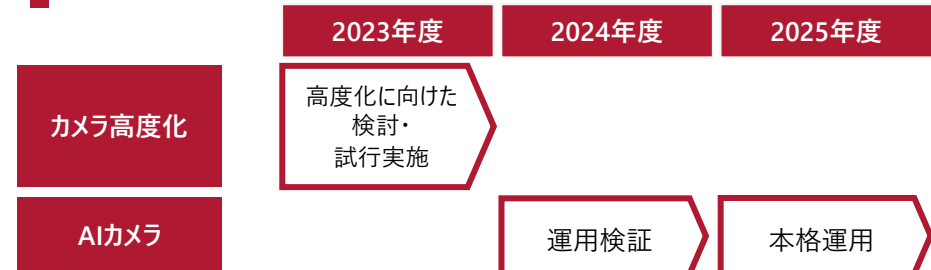 2023年度
2024年度
2025年度
カメラ高度化
高度化に向けた
検討・
試行実施
AIカメラ
運用検証
本格運用